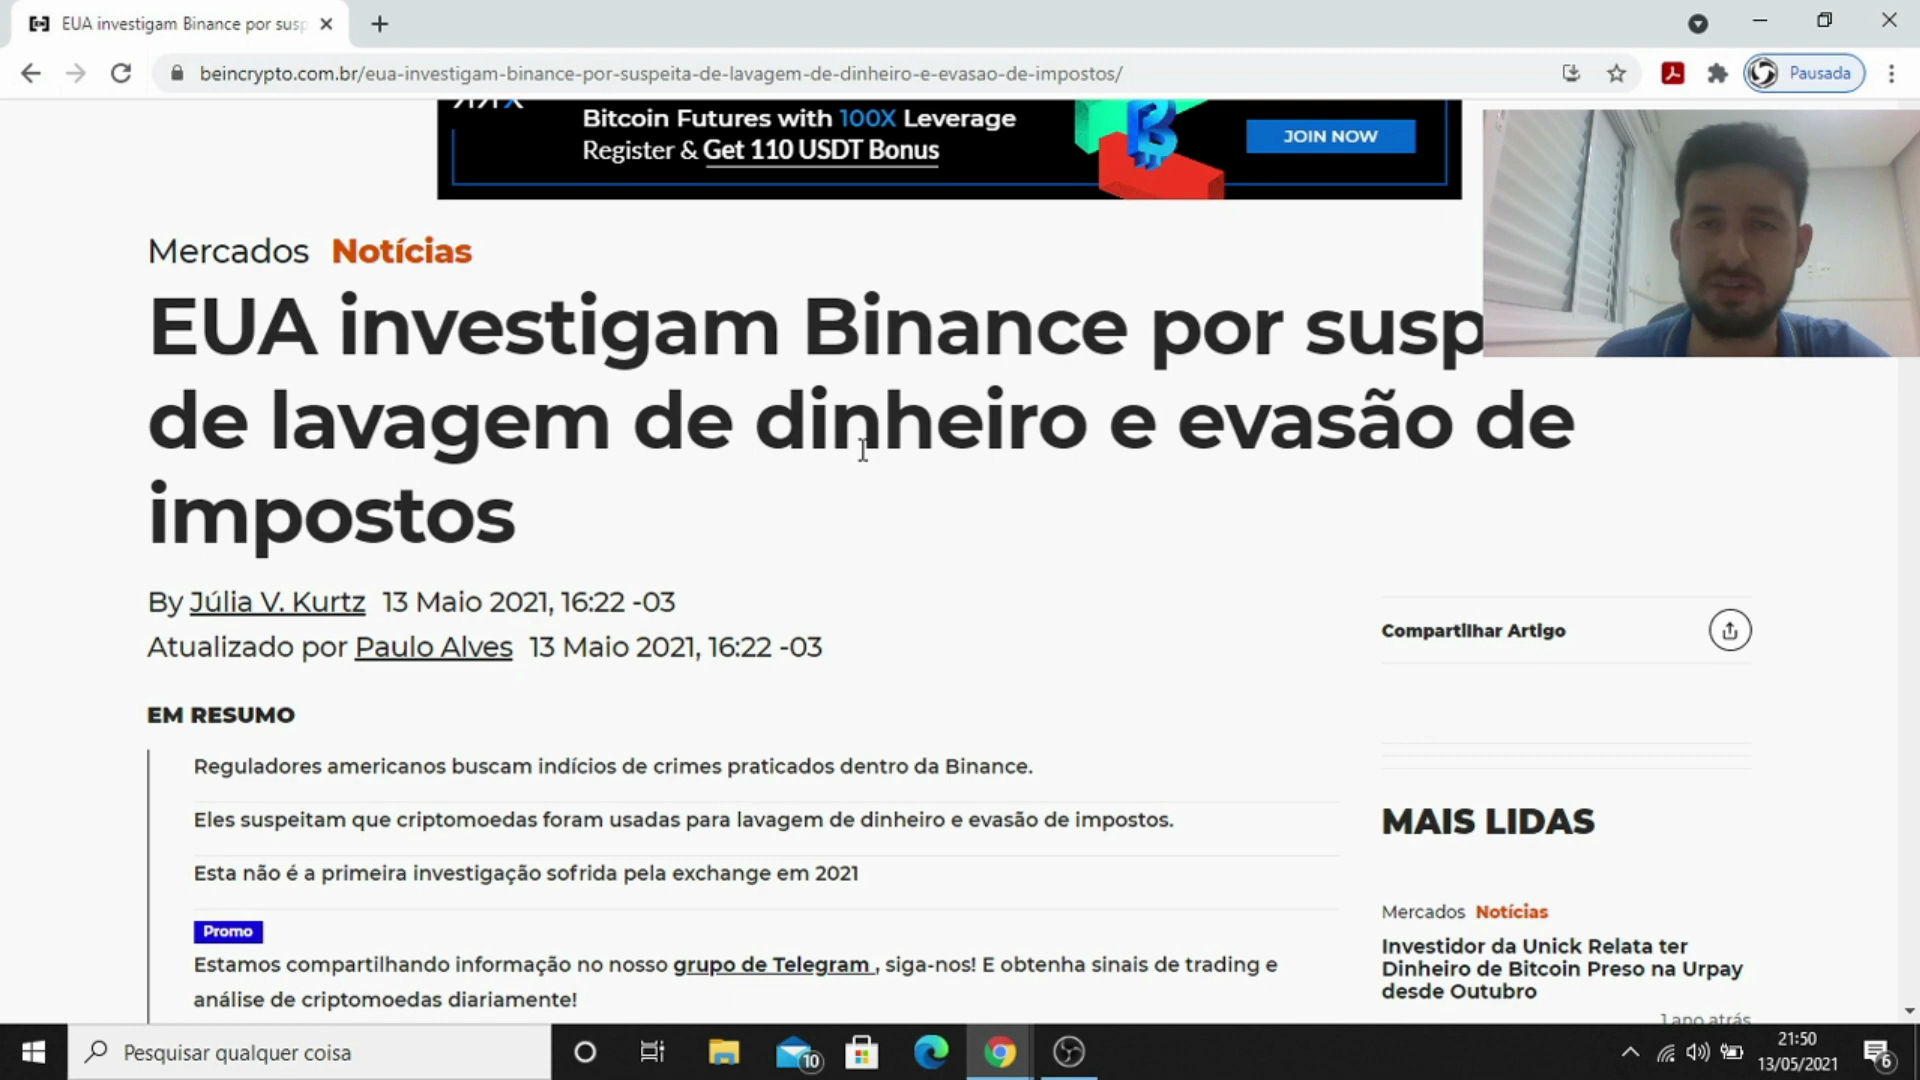 EUA investigam Binance por susp
beincrypto.com.br/eua-investigam-binance-por-suspeita-de-lavagem-de-dinheiro-e-evasao-de-impostos/
Pausada
Bitcoin Futures with 100X Leverage
Register & Get 110 USDT Bonus
JOIN NOW
Mercados Notícias
EUA investigam Binance por susp
de lavagem de dinheiro e evasão de
impostos
By Júlia V. Kurtz 13 Maio 2021, 16:22 -03
Atualizado por Paulo Alves 13 Maio 2021, 16:22 -03
Compartilhar Artigo
EM RESUMO
Reguladores americanos buscam indícios de crimes praticados dentro da Binance.
Eles suspeitam que criptomoedas foram usadas para lavagem de dinheiro e evasão de impostos.
Esta não é a primeira investigação sofrida pela exchange em 2021
Promo
Estamos compartilhando informação no nosso grupo de Telegram , siga-nos! E obtenha sinais de trading e
análise de criptomoedas diariamente!
MAIS LIDAS
Mercados Notícias
Investidor da Unick Relata ter
Dinheiro de Bitcoin Preso na Urpay
desde Outubro
1 ano atrás
Pesquisar qualquer coisa
10
21:50
13/05/2021
6